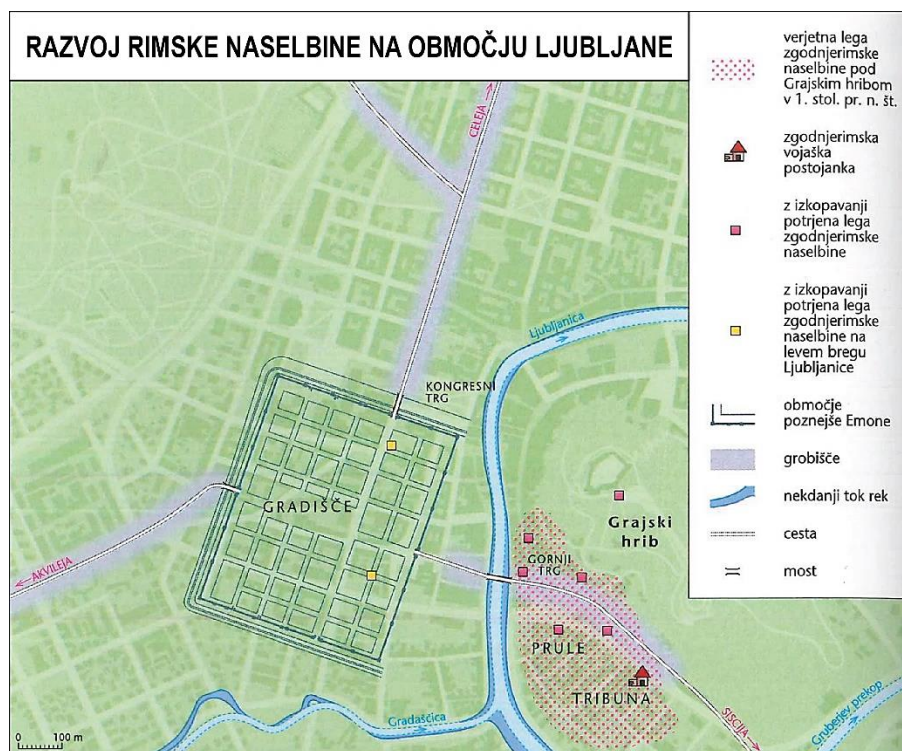 RAZVOJ RIMSKE NASELBINE NA OBMOČJU LJUBLJANE
verjetna lega
zgodnjerimske
naselbine pod
Grajskim hribom
v 1. stol. pr. n. št.
zgodnjerimska
vojaška
postojanka
z izkopavanji
potrjena lega
zgodnjerimske
naselbine
z izkopavanji
potrjena lega
zgodnjerimske
naselbine na
levem bregu
Ljubljanice
območje
poznejše Emone
grobišče
nekdanji tok rek
cesta
most
CELEJA
Ljubljanica
KONGRESNI
TRG
GRADIŠČE
Grajski
hrib
GORNJI
TRG
AKVILEJA
PRULE
TRIBUNA
SISCIJA
Gradaščica
Gruberjev prekop
0 100 m